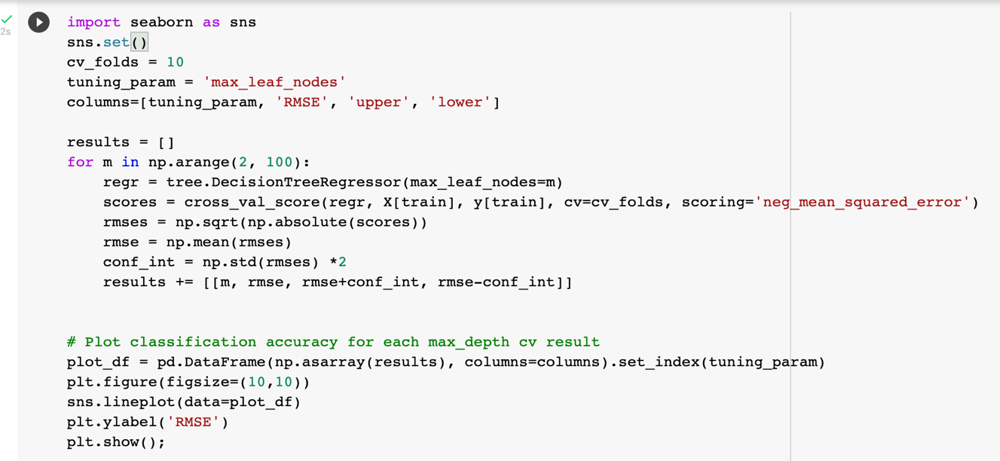 2s
import seaborn as sns
sns.set()
cv_folds = 10
tuning_param = 'max_leaf_nodes'
columns=[tuning_param, 'RMSE', 'upper', 'lower']

results = []
for m in np.arange(2, 100):
    regr = tree.DecisionTreeRegressor(max_leaf_nodes=m)
    scores = cross_val_score(regr, X[train], y[train], cv=cv_folds, scoring='neg_mean_squared_error')
    rmses = np.sqrt(np.absolute(scores))
    rmse = np.mean(rmses)
    conf_int = np.std(rmses) *2
    results += [[m, rmse, rmse+conf_int, rmse-conf_int]]

# Plot classification accuracy for each max_depth cv result
plot_df = pd.DataFrame(np.asarray(results), columns=columns).set_index(tuning_param)
plt.figure(figsize=(10,10))
sns.lineplot(data=plot_df)
plt.ylabel('RMSE')
plt.show();